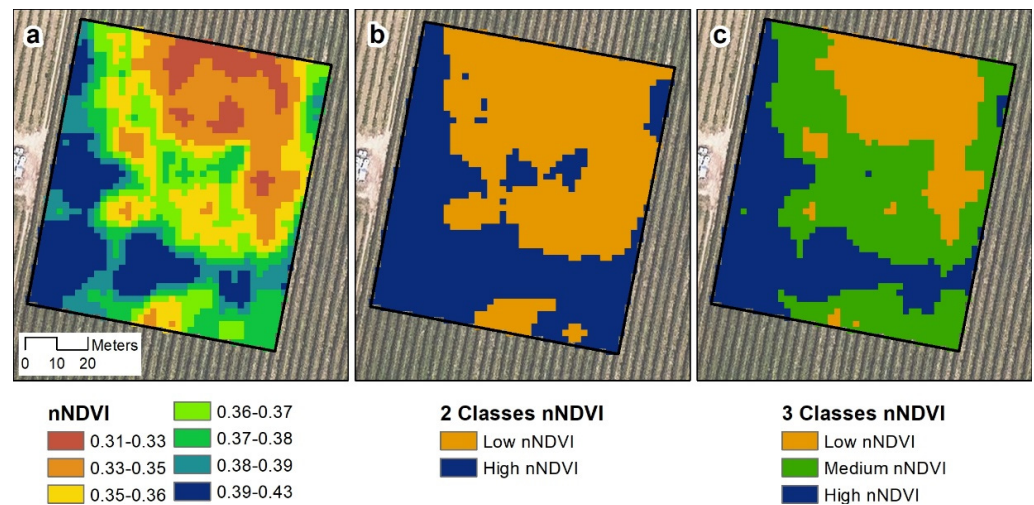 a
b
c
Meters
0 10 20
nNDVI
0.31-0.33
0.33-0.35
0.35-0.36
0.36-0.37
0.37-0.38
0.38-0.39
0.39-0.43
2 Classes nNDVI
Low nNDVI
High nNDVI
3 Classes nNDVI
Low nNDVI
Medium nNDVI
High nNDVI